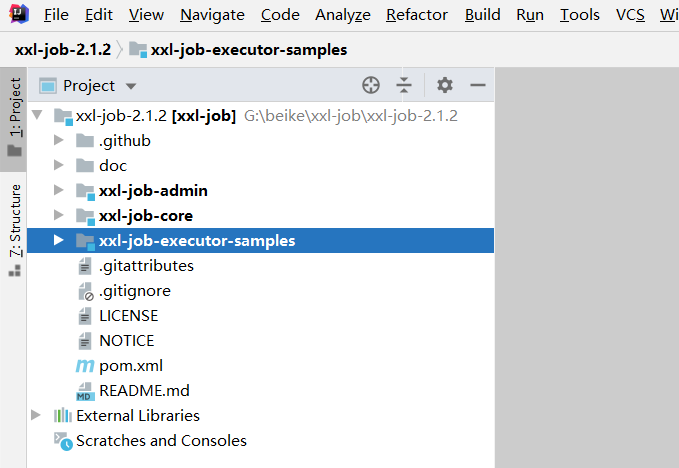 File Edit View Navigate Code Analyze Refactor Build Run Tools VCS Wi
xxl-job-2.1.2 xxl-job-executor-samples
1: Project
Project
xxl-job-2.1.2 [xxl-job] G:\beike\xxl-job\xxl-job-2.1.2
.github
doc
xxl-job-admin
xxl-job-core
7: Structure
xxl-job-executor-samples
.gitattributes
.gitignore
LICENSE
NOTICE
m pom.xml
MD README.md
External Libraries
Scratches and Consoles